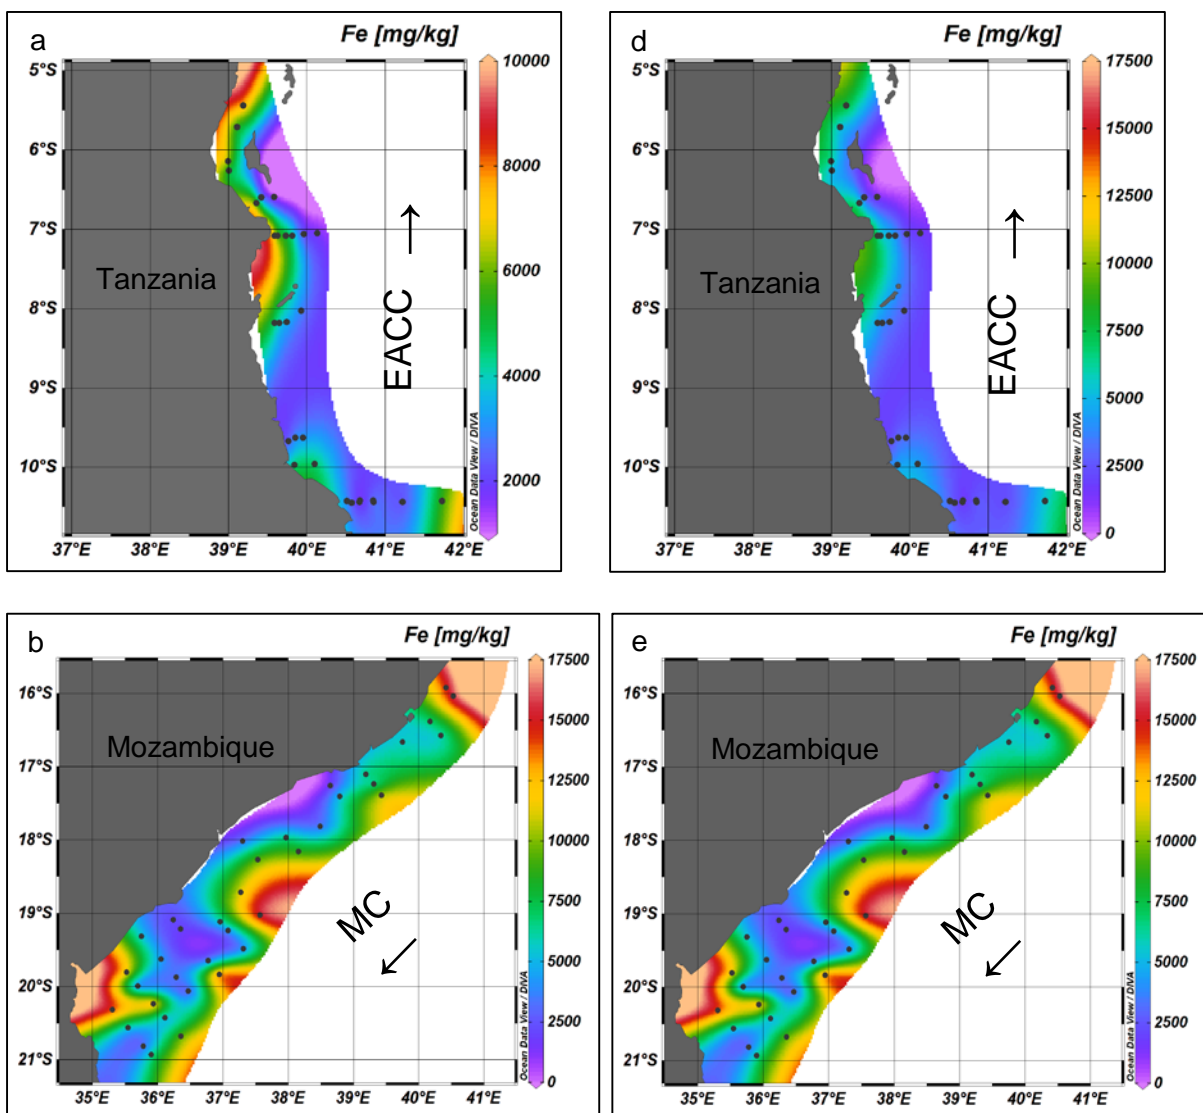 a
Fe [mg/kg]
5°S
6°S
7°S
8°S
9°S
10°S
Tanzania
EACC
→
10000
8000
6000
4000
2000
Ocean Data View / DIVA
37°E 38°E 39°E 40°E 41°E 42°E
d
Fe [mg/kg]
5°S
6°S
7°S
8°S
9°S
10°S
Tanzania
EACC
→
17500
15000
12500
10000
7500
5000
2500
0
Ocean Data View / DIVA
37°E 38°E 39°E 40°E 41°E 42°E
b
Fe [mg/kg]
16°S
17°S
18°S
19°S
20°S
21°S
Mozambique
MC
←
17500
15000
12500
10000
7500
5000
2500
0
Ocean Data View / DIVA
35°E 36°E 37°E 38°E 39°E 40°E 41°E
e
Fe [mg/kg]
16°S
17°S
18°S
19°S
20°S
21°S
Mozambique
MC
←
17500
15000
12500
10000
7500
5000
2500
0
Ocean Data View / DIVA
35°E 36°E 37°E 38°E 39°E 40°E 41°E